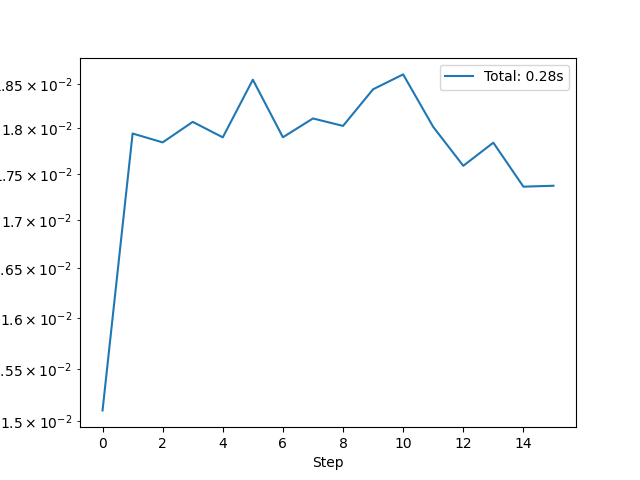 Total: 0.28s
.85 × 10⁻²
1.8 × 10⁻²
1.75 × 10⁻²
1.7 × 10⁻²
.65 × 10⁻²
1.6 × 10⁻²
.55 × 10⁻²
1.5 × 10⁻²
0 2 4 6 8 10 12 14
Step